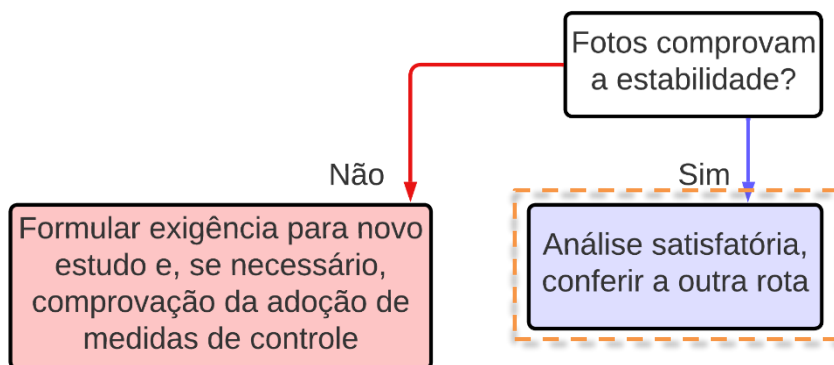 Fotos comprovam
a estabilidade?
Não
Sim
Formular exigência para novo
estudo e, se necessário,
comprovação da adoção de
medidas de controle
Análise satisfatória,
conferir a outra rota